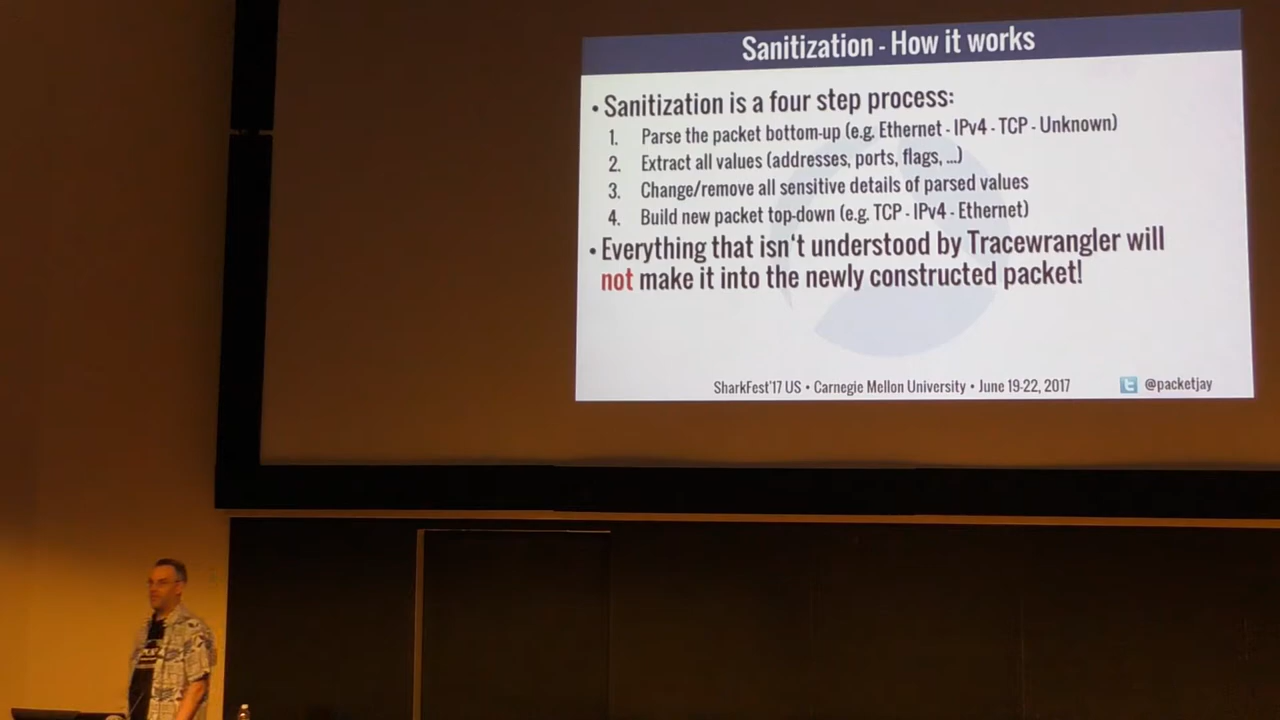 Sanitization - How it works
• Sanitization is a four step process:
1. Parse the packet bottom-up (e.g. Ethernet - IPv4 - TCP - Unknown)
2. Extract all values (addresses, ports, flags, ...)
3. Change/remove all sensitive details of parsed values
4. Build new packet top-down (e.g. TCP - IPv4 - Ethernet)
• Everything that isn't understood by Tracewrangler will
not make it into the newly constructed packet!
SharkFest'17 US • Carnegie Mellon University • June 19-22, 2017
@packetjay